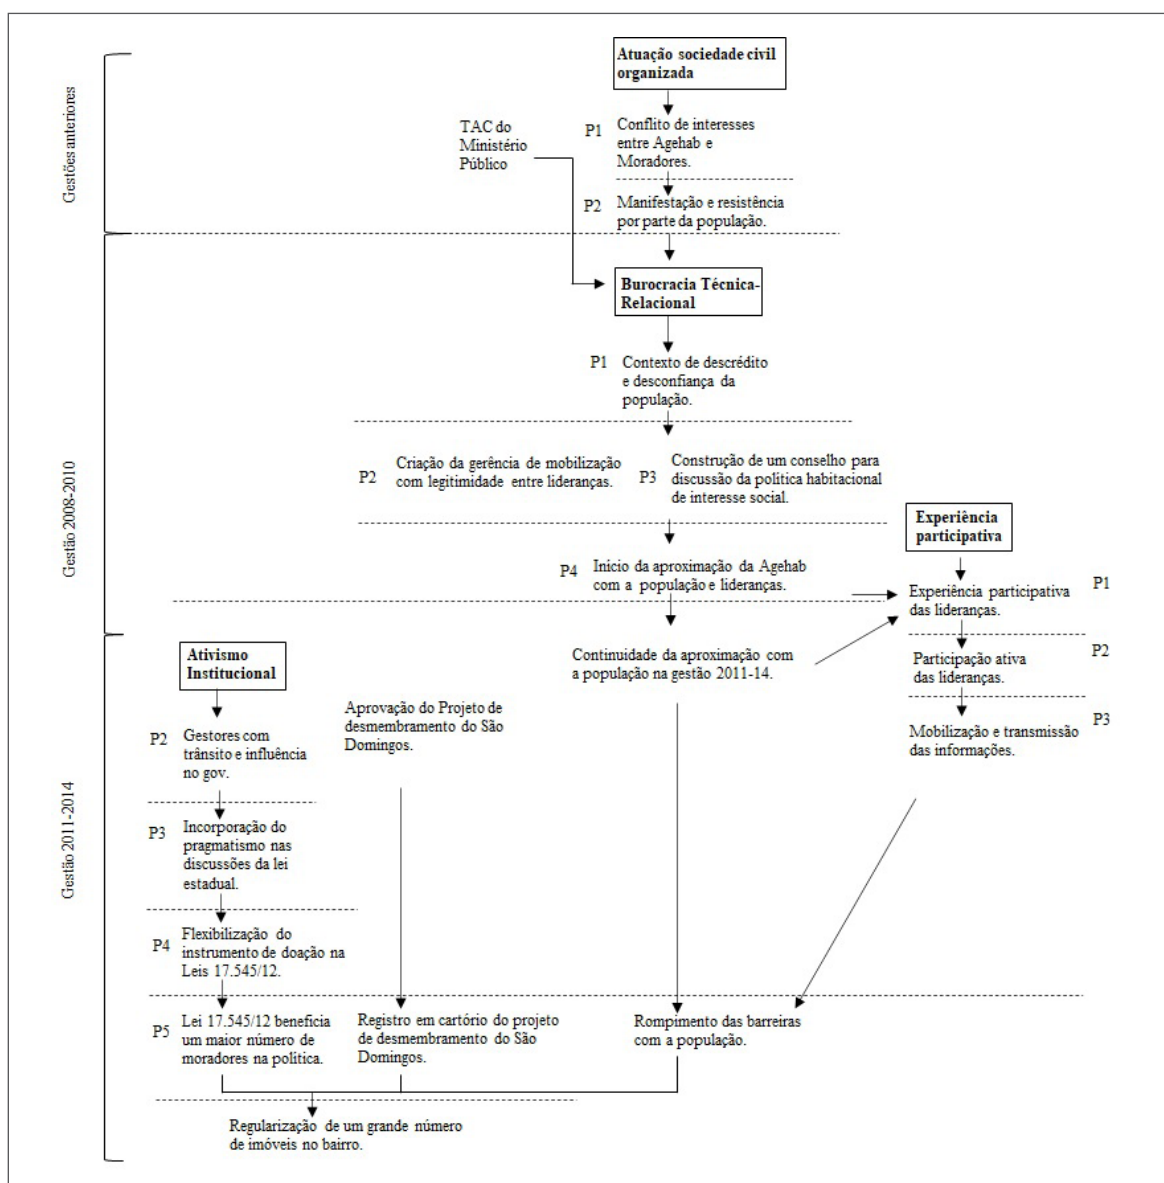 Gestões anteriores
Atuação sociedade civil
organizada
TAC do
Ministério
Público
P1
Conflito de interesses
entre Agehab e
Moradores.
P2
Manifestação e resistência
por parte da população.
Gestão 2008-2010
Burocracia Técnica-
Relacional
P1
Contexto de descrédito
e desconfiança da
população.
P2
Criação da gerência de mobilização
com legitimidade entre lideranças.
P3
Construção de um conselho para
discussão da política habitacional
de interesse social.
P4
Inicio da aproximação da Agehab
com a população e lideranças.
Experiência
participativa
Experiência participativa
das lideranças.
P1
Participação ativa
das lideranças.
P2
Mobilização e transmissão
das informações.
P3
Gestão 2011-2014
Continuidade da aproximação com
a população na gestão 2011-14.
Ativismo
Institucional
P2
Gestores com
trânsito e influência
no gov.
Aprovação do Projeto de
desmembramento do São
Domingos.
P3
Incorporação do
pragmatismo nas
discussões da lei
estadual.
P4
Flexibilização do
instrumento de doação na
Leis 17.545/12.
P5
Lei 17.545/12 beneficia
um maior número de
moradores na política.
Registro em cartório do projeto
de desmembramento do São
Domingos.
Rompimento das barreiras
com a população.
Regularização de um grande número
de imóveis no bairro.